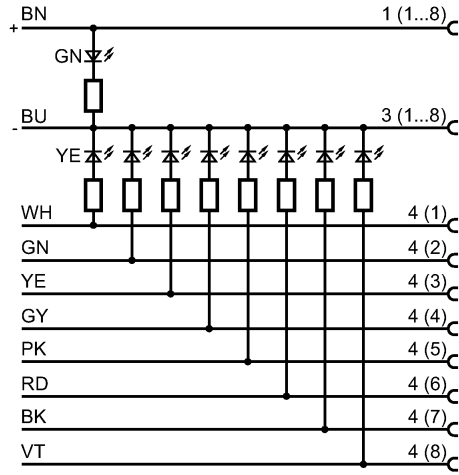 BN 1 (1...8)
+
GN
BU 3 (1...8)
-
YE
WH 4 (1)
GN 4 (2)
YE 4 (3)
GY 4 (4)
PK 4 (5)
RD 4 (6)
BK 4 (7)
VT 4 (8)